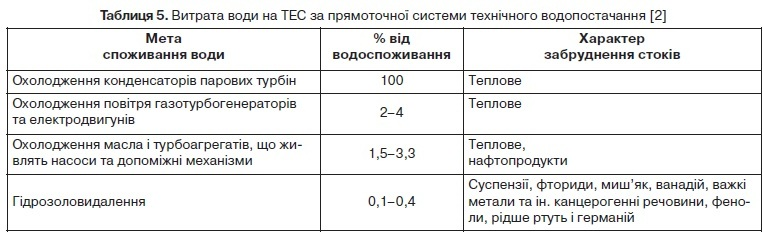 Таблиця 5. Витрата води на ТЕС за прямоточної системи технічного водопостачання [2]
Мета
споживання води
% від
водоспоживання
Характер
забруднення стоків
Охолодження конденсаторів парових турбін
100
Теплове
Охолодження повітря газотурбогенераторів
та електродвигунів
2–4
Теплове
Охолодження масла і турбоагрегатів, що жи-
влять насоси та допоміжні механізми
1,5–3,3
Теплове,
нафтопродукти
Гідрозоловидалення
0,1–0,4
Суспензії, фториди, миш’як, ванадій, важкі
метали та ін. канцерогенні речовини, фено-
ли, рідше ртуть і германій